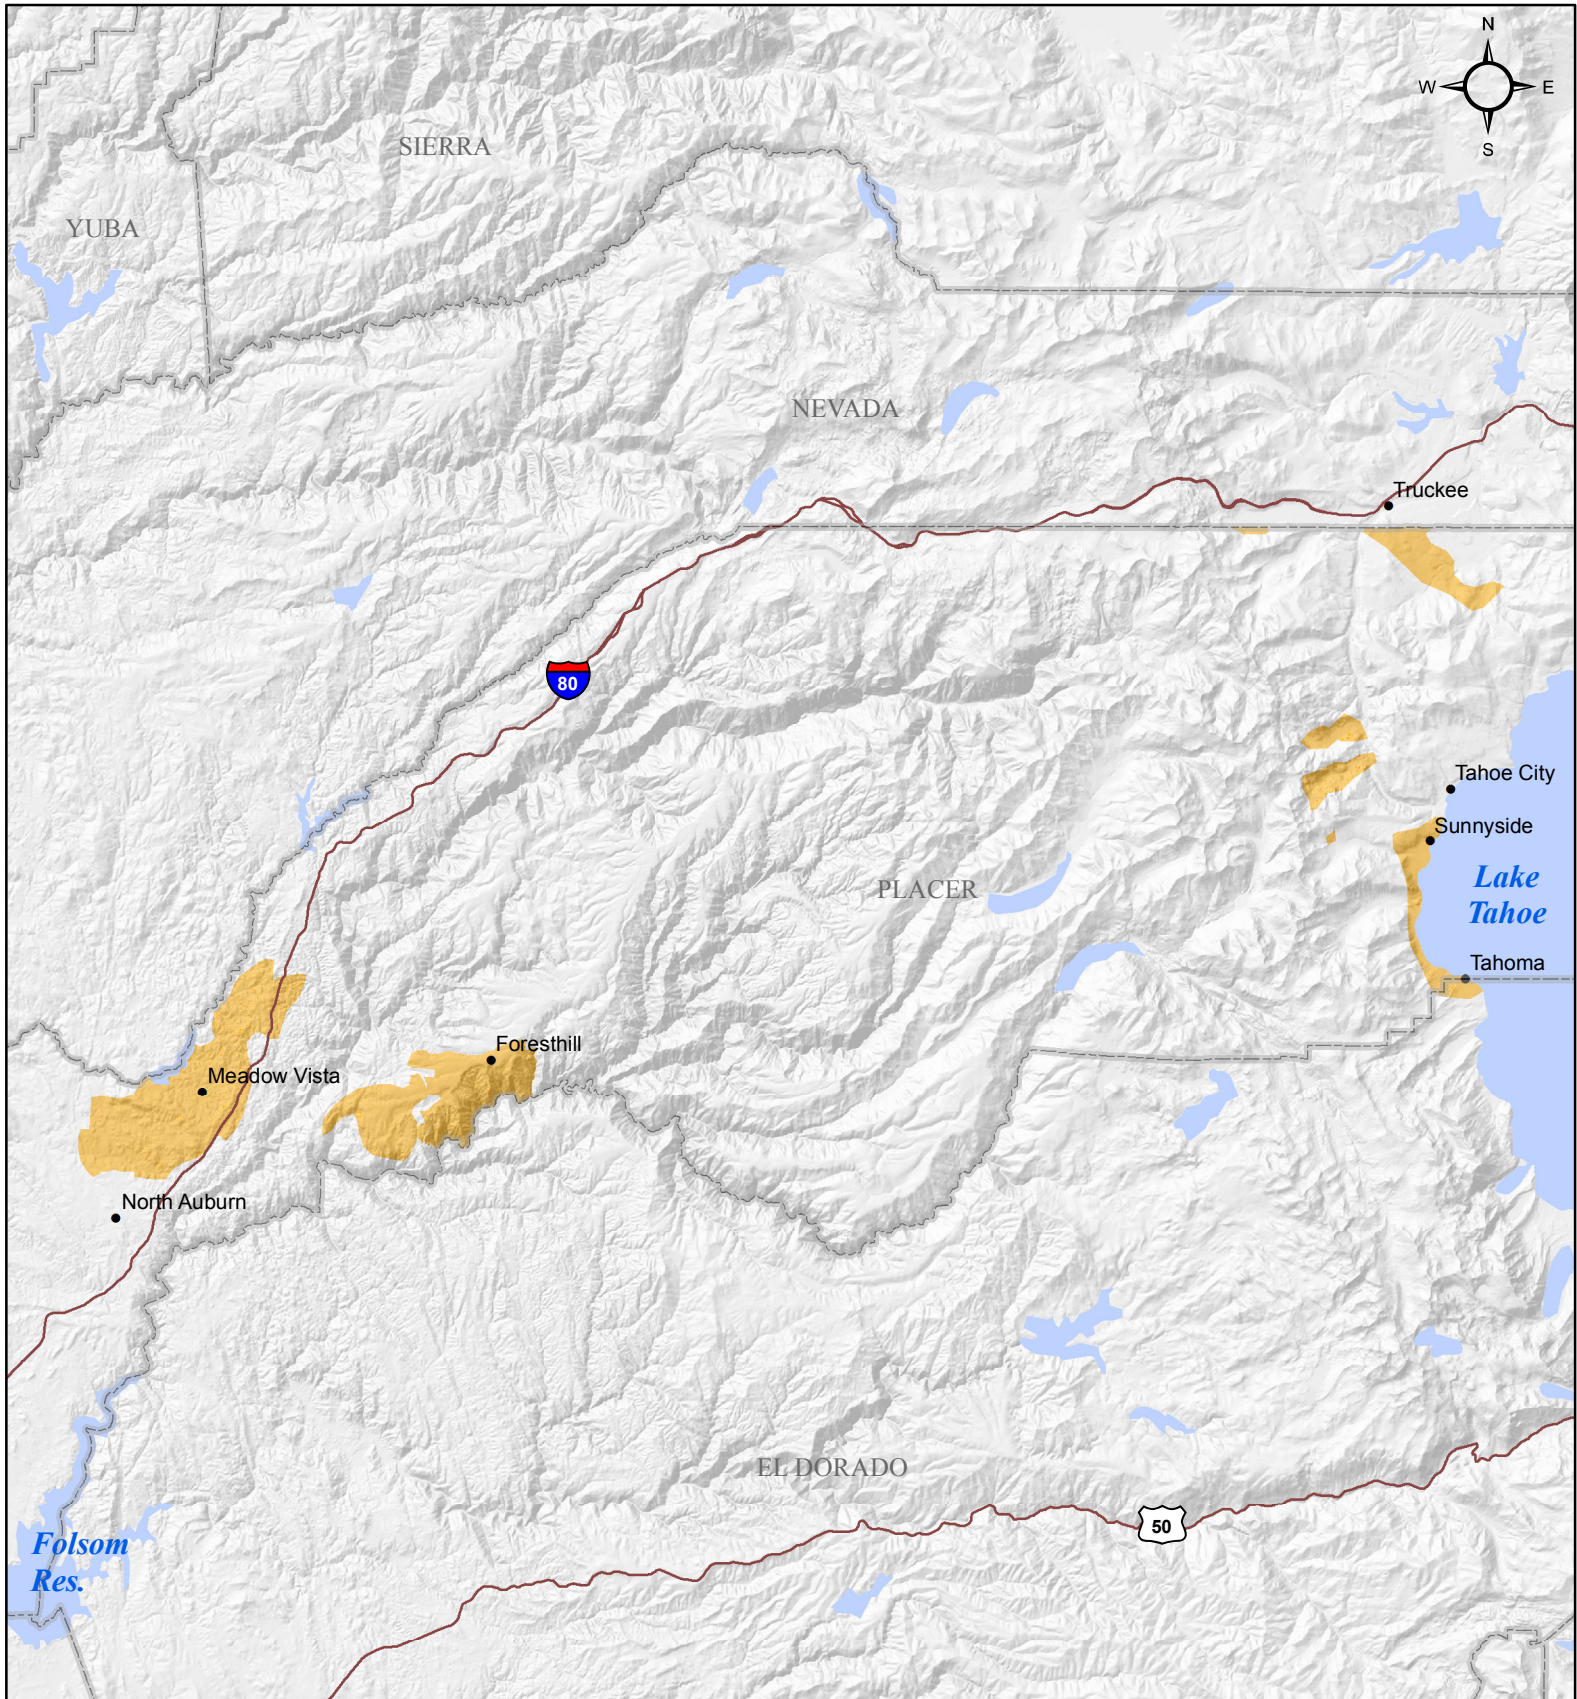 N
W
E
S
SIERRA
YUBA
NEVADA
Truckee
80
Tahoe City
Sunnyside
Lake
Tahoe
PLACER
Tahoma
Foresthill
Meadow Vista
North Auburn
EL DORADO
50
Folsom
Res.